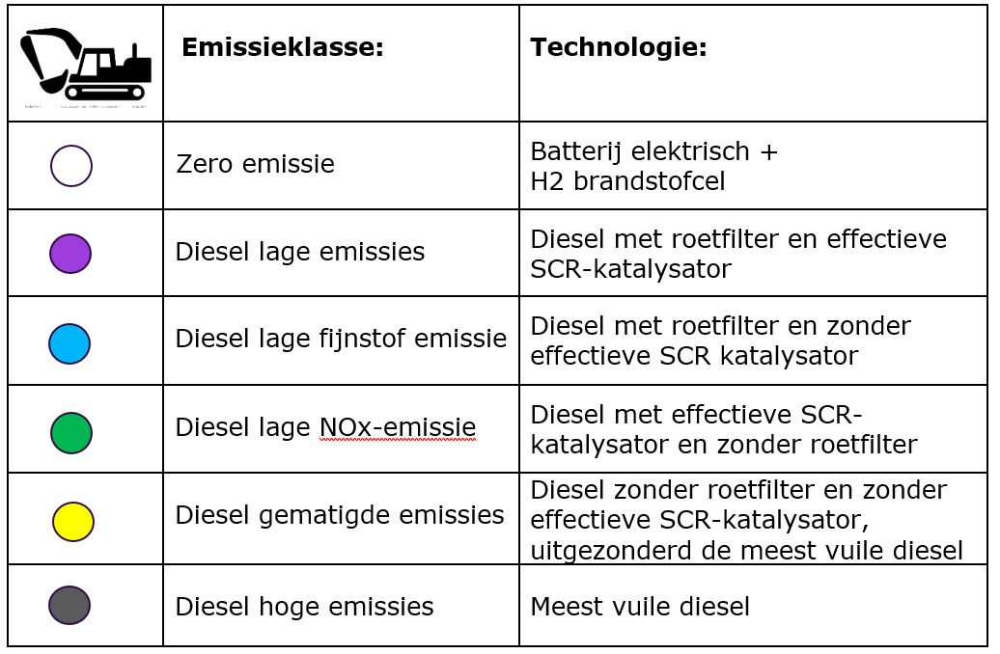 Emissieklasse:
Technologie:
Zero emissie
Batterij elektrisch +
H2 brandstofcel
Diesel lage emissies
Diesel met roetfilter en effectieve
SCR-katalysator
Diesel lage fijnstof emissie
Diesel met roetfilter en zonder
effectieve SCR katalysator
Diesel lage NOx-emissie
Diesel met effectieve SCR-
katalysator en zonder roetfilter
Diesel gematigde emissies
Diesel zonder roetfilter en zonder
effectieve SCR-katalysator,
uitgezonderd de meest vuile diesel
Diesel hoge emissies
Meest vuile diesel